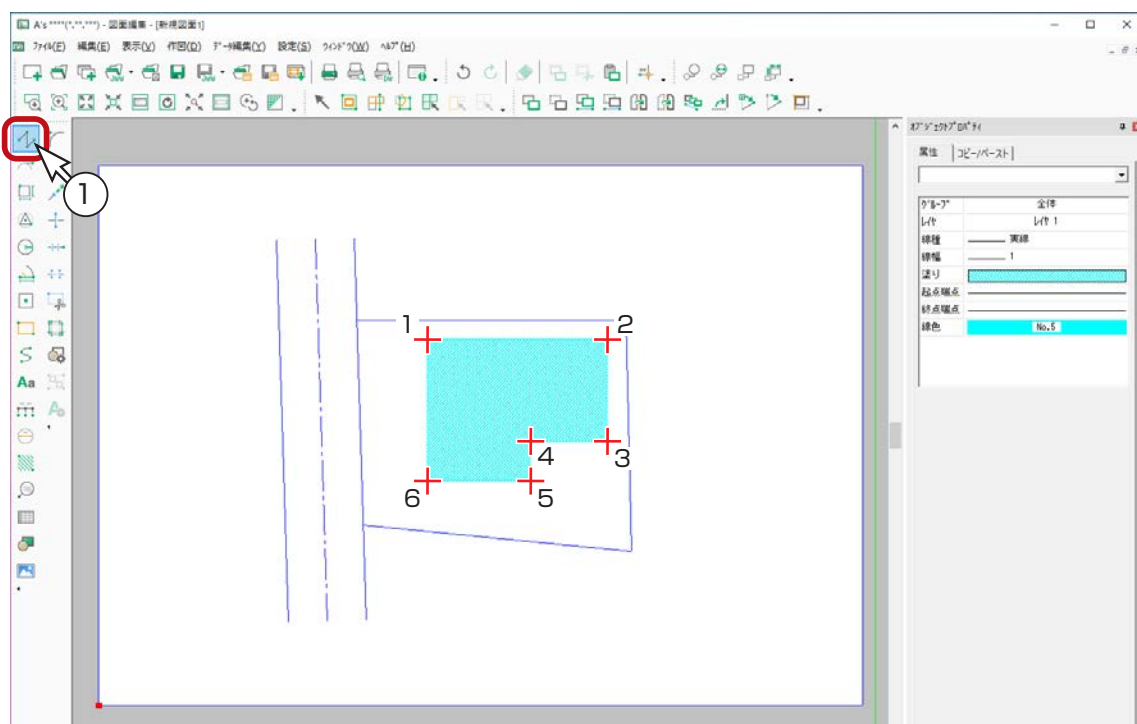 A's ****(*.**.***) - 図面編集 - [新規図面1]
ファイル(F) 編集(E) 表示(V) 作図(D) データ編集(Y) 設定(S) ウインドウ(W) ヘルプ(H)
オブジェクトプロパティ
属性 コピー/ペースト
グループ 全体
レイヤ レイヤ 1
線種 実線
線幅 1
塗り
起点端点
終点端点
線色 No.5
1
1
2
4
3
6
5
Aa